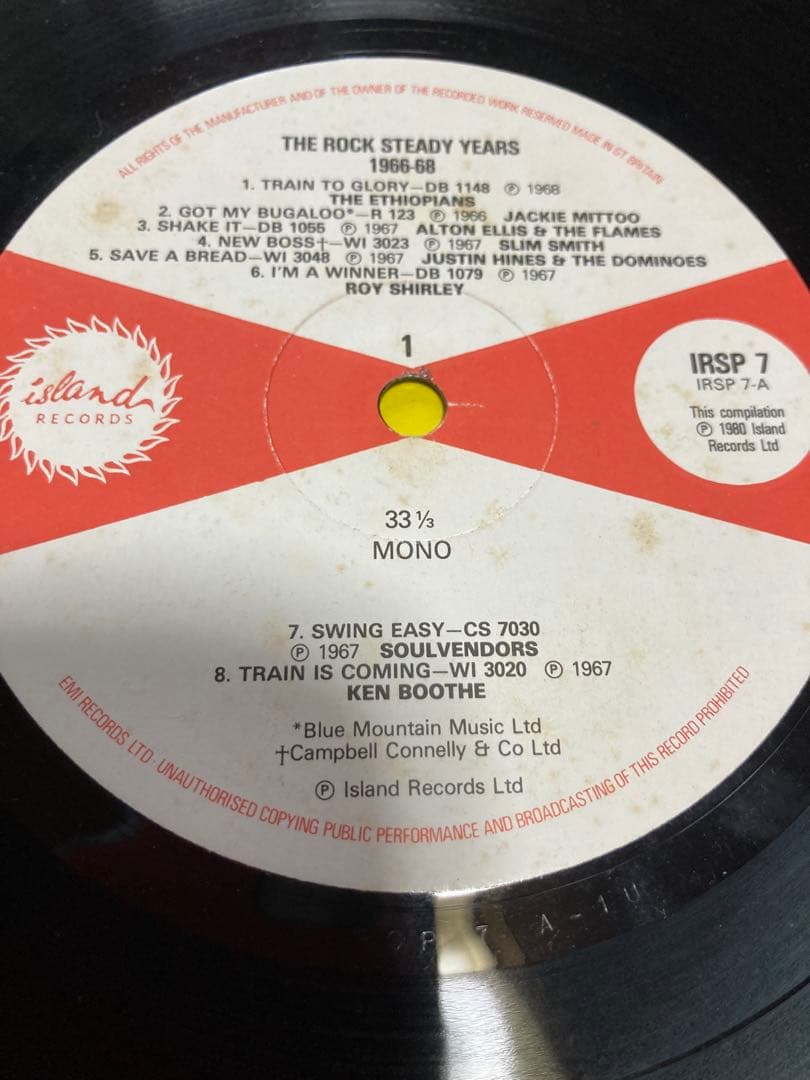 ALL RIGHTS OF THE MANUFACTURER AND OF THE OWNER OF THE RECORDED WORK RESERVED MADE IN GT. BRITAIN
THE ROCK STEADY YEARS
1966-68
1. TRAIN TO GLORY—DB 1148 ℗ 1968
THE ETHIOPIANS
2. GOT MY BUGALOO*—R 123 ℗ 1966 JACKIE MITTOO
3. SHAKE IT—DB 1055 ℗ 1967 ALTON ELLIS & THE FLAMES
4. NEW BOSS†—WI 3023 ℗ 1967 SLIM SMITH
5. SAVE A BREAD—WI 3048 ℗ 1967 JUSTIN HINES & THE DOMINOES
6. I'M A WINNER—DB 1079 ℗ 1967
ROY SHIRLEY
1
island
RECORDS
IRSP 7
IRSP 7-A
This compilation
℗ 1980 Island
Records Ltd
33 ⅓
MONO
7. SWING EASY—CS 7030
℗ 1967 SOULVENDORS
8. TRAIN IS COMING—WI 3020 ℗ 1967
KEN BOOTHE
*Blue Mountain Music Ltd
†Campbell Connelly & Co Ltd
℗ Island Records Ltd
EMI RECORDS LTD. UNAUTHORISED COPYING PUBLIC PERFORMANCE AND BROADCASTING OF THIS RECORD PROHIBITED
P 7 A-1U